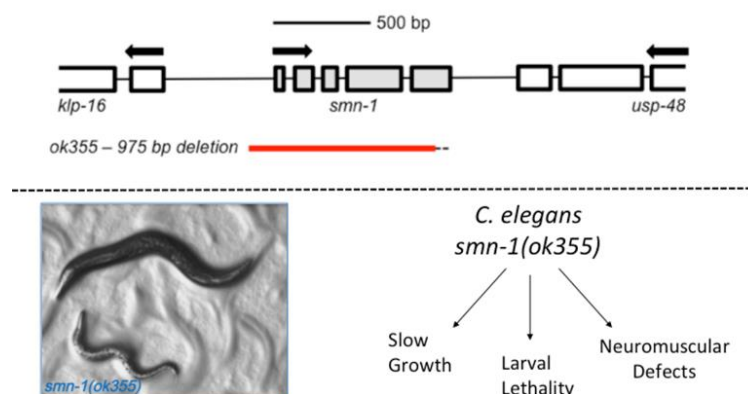 500 bp
klp-16
smn-1
usp-48
ok355 – 975 bp deletion
C. elegans
smn-1(ok355)
Slow
Growth
Larval
Lethality
Neuromuscular
Defects
smn-1(ok355)